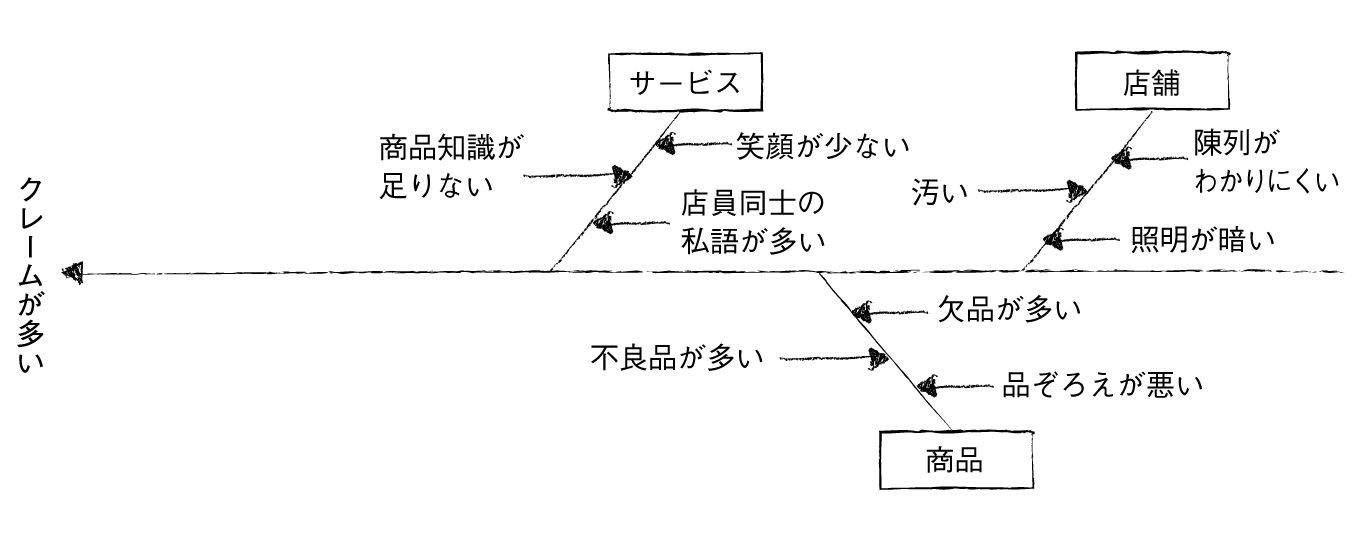 クレームが多い
サービス
商品知識が
足りない
笑顔が少ない
店員同士の
私語が多い
店舗
陳列が
わかりにくい
汚い
照明が暗い
欠品が多い
不良品が多い
品ぞろえが悪い
商品